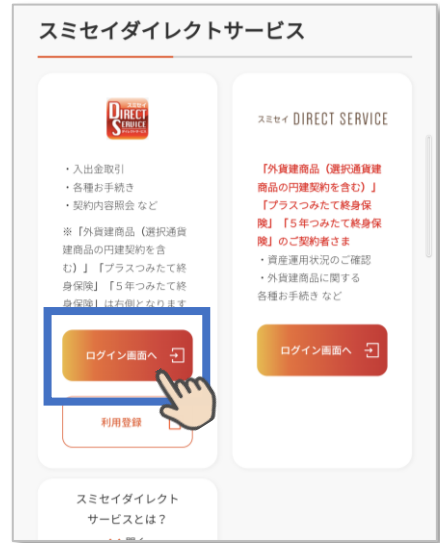 スミセイダイレクトサービス
スミセイ
DIRECT
SERVICE
ダイレクトサービス
・入出金取引
・各種お手続き
・契約内容照会 など
※「外貨建商品（選択通貨
建商品の円建契約を含
む）」「プラスつみたて終
身保険」「５年つみたて終
身保険」は右側となります
ログイン画面へ
利用登録
スミセイ DIRECT SERVICE
「外貨建商品（選択通貨建
商品の円建契約を含む）」
「プラスつみたて終身保
険」「５年つみたて終身保
険」のご契約者さま
・資産運用状況のご確認
・外貨建商品に関する
各種お手続き など
ログイン画面へ
スミセイダイレクト
サービスとは？